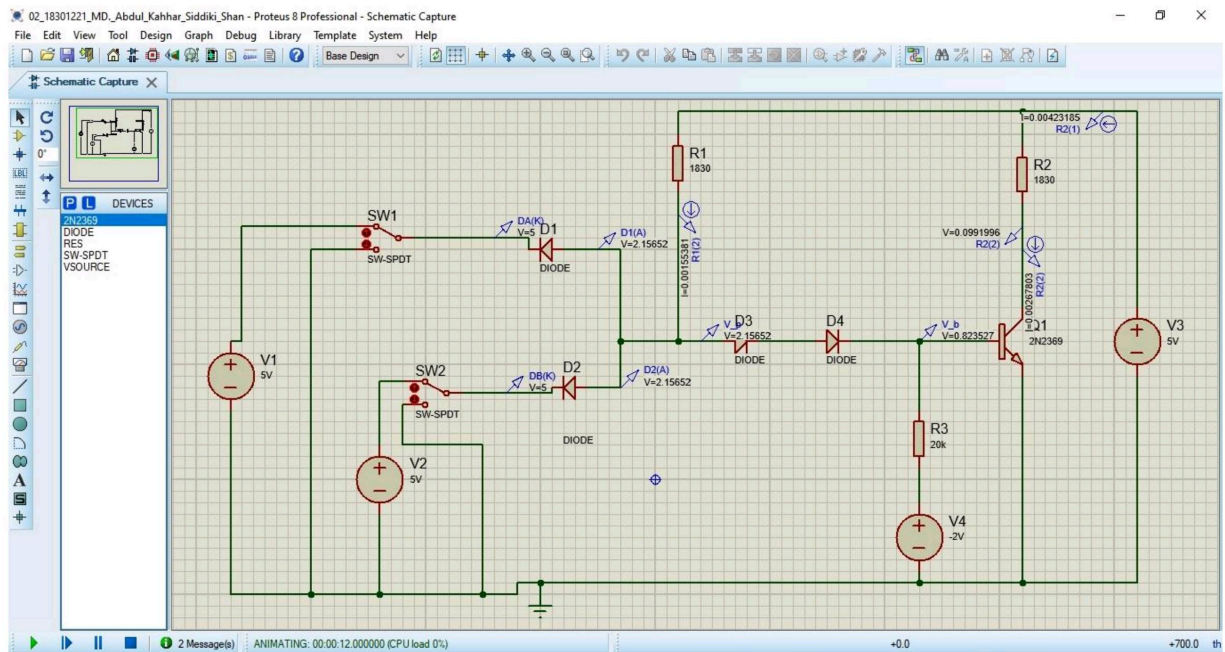 02_18301221_MD._Abdul_Kahhar_Siddiki_Shan - Proteus 8 Professional - Schematic Capture
File Edit View Tool Design Graph Debug Library Template System Help
Base Design
Schematic Capture
0°
LBL
P L DEVICES
2N2369
DIODE
RES
SW-SPDT
VSOURCE
A
S
I=0.00423185
R2(1)
R1
1830
R2
1830
SW1
SW-SPDT
DA(K)
V=5
D1
DIODE
D1(A)
V=2.15652
I=0.00155381
R1(2)
V=0.0991996
R2(2)
I=0.00267803
R2(2)
V_p
V=2.15652
D3
DIODE
D4
DIODE
V_b
V=0.823527
Q1
2N2369
V3
5V
V1
5V
SW2
SW-SPDT
DB(K)
V=5
D2
DIODE
D2(A)
V=2.15652
R3
20k
V2
5V
V4
-2V
2 Message(s) ANIMATING: 00:00:12.000000 (CPU load 0%) +0.0 +700.0 th